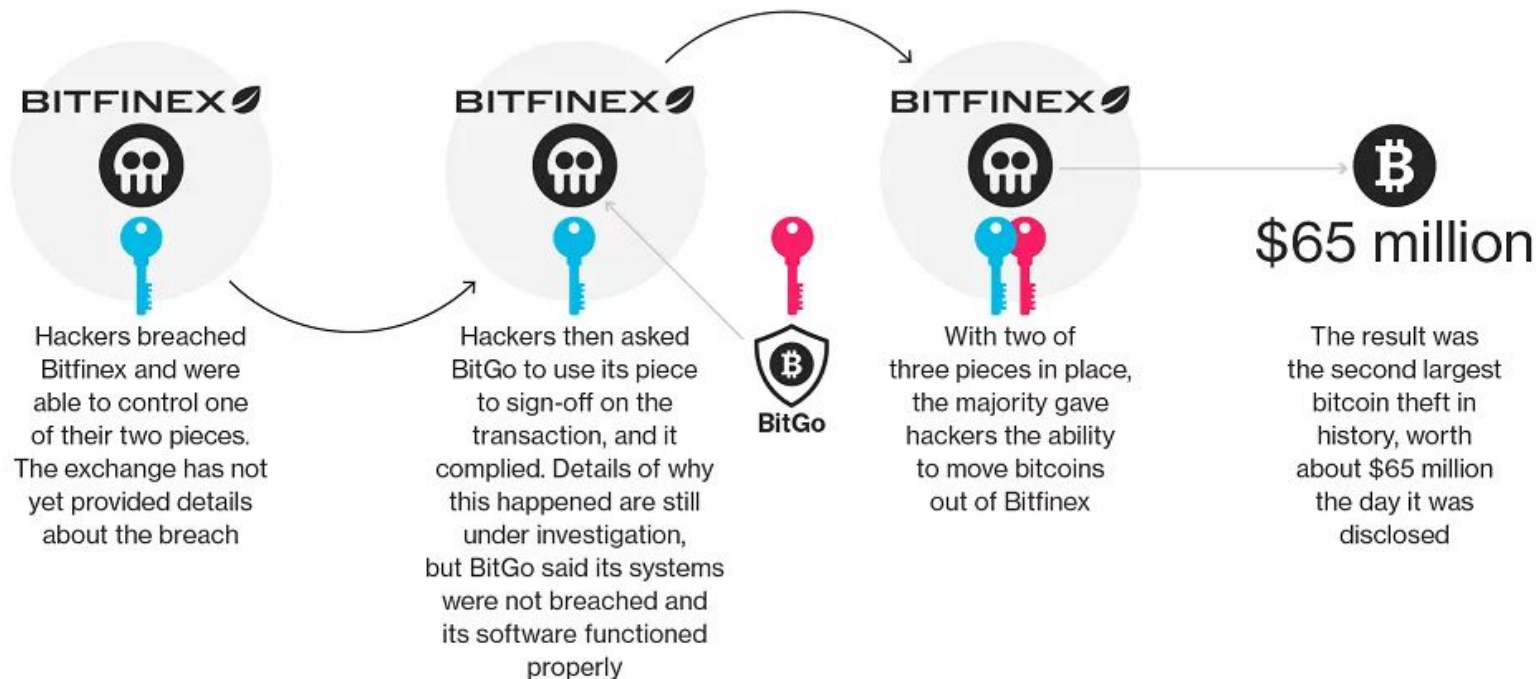 BITFINEX
Hackers breached
Bitfinex and were
able to control one
of their two pieces.
The exchange has not
yet provided details
about the breach
BITFINEX
Hackers then asked
BitGo to use its piece
to sign-off on the
transaction, and it
complied. Details of why
this happened are still
under investigation,
but BitGo said its systems
were not breached and
its software functioned
properly
BitGo
BITFINEX
With two of
three pieces in place,
the majority gave
hackers the ability
to move bitcoins
out of Bitfinex
$65 million
The result was
the second largest
bitcoin theft in
history, worth
about $65 million
the day it was
disclosed